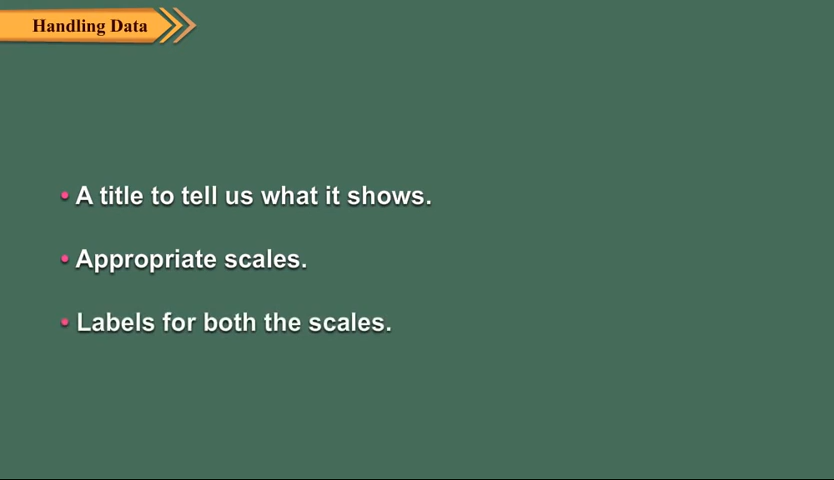 Handling Data
• A title to tell us what it shows.
• Appropriate scales.
• Labels for both the scales.